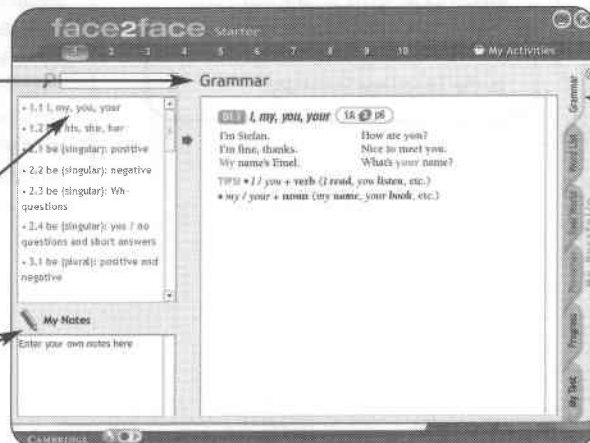 face2face Starter
1 2 3 4 5 6 7 8 9 10 My Activities
Grammar
• 1.1 I, my, you, your
his, she, her
2.1 be (singular): positive
• 2.2 be (singular): negative
• 2.3 be (singular): Wh-
questions
• 2.4 be (singular): yes / no
questions and short answers
• 3.1 be (plural): positive and
negative
My Notes
Enter your own notes here
I, my, you, your 1A p6
I'm Stefan. How are you?
I'm fine, thanks. Nice to meet you.
My name's Emel. What's your name?
TIPS! • I / you + verb (I read, you listen, etc.)
• my / your + noun (my name, your book, etc.)
Grammar
Word List
Progress
My Test
CAMBRIDGE